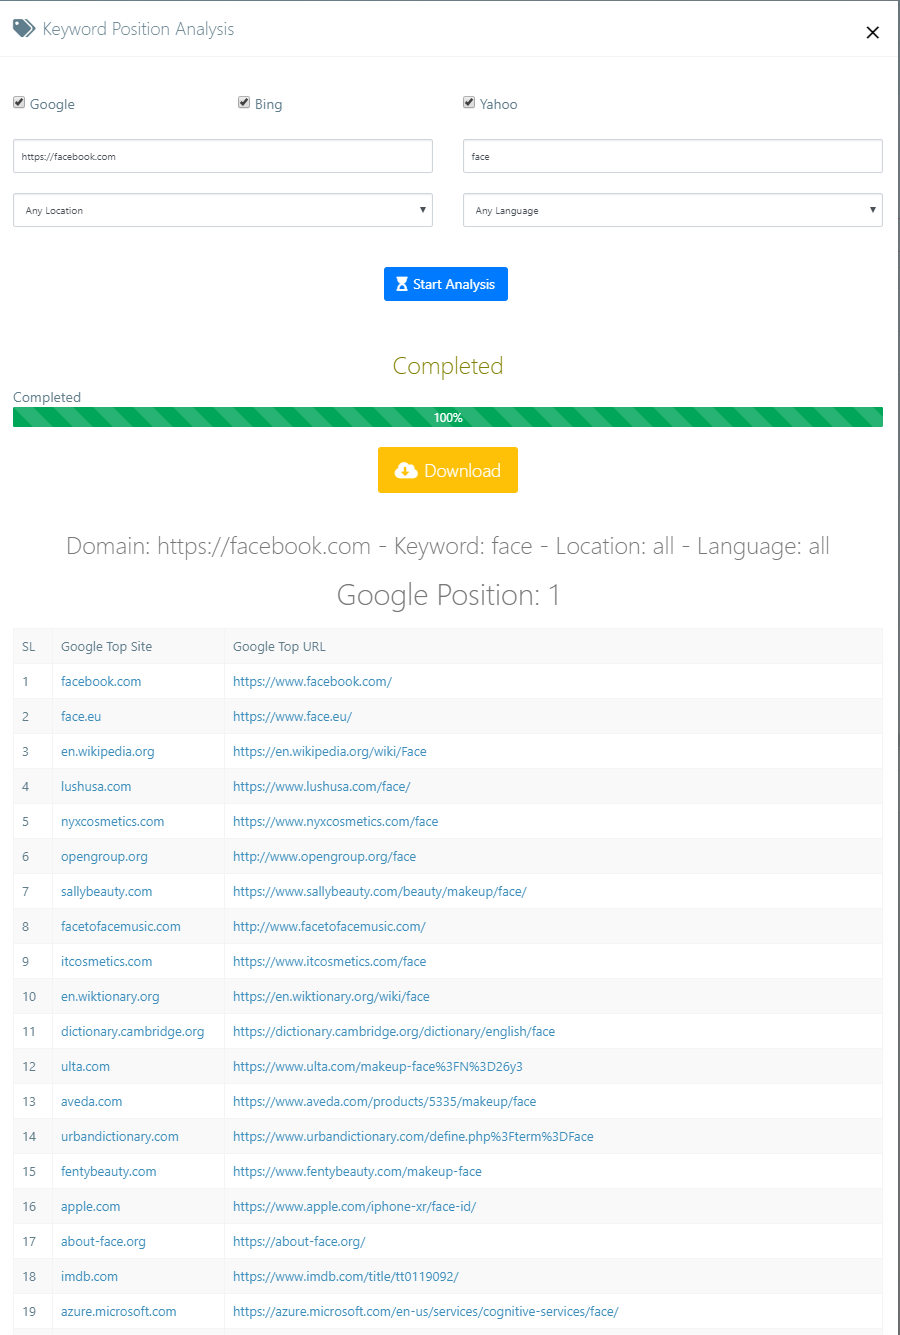 Keyword Position Analysis
Google Bing Yahoo
https://facebook.com face
Any Location Any Language
Start Analysis
Completed
Completed
100%
Download
Domain: https://facebook.com - Keyword: face - Location: all - Language: all
Google Position: 1
SL Google Top Site Google Top URL
1 facebook.com https://www.facebook.com/
2 face.eu https://www.face.eu/
3 en.wikipedia.org https://en.wikipedia.org/wiki/Face
4 lushusa.com https://www.lushusa.com/face/
5 nyxcosmetics.com https://www.nyxcosmetics.com/face
6 opengroup.org http://www.opengroup.org/face
7 sallybeauty.com https://www.sallybeauty.com/beauty/makeup/face/
8 facetofacemusic.com http://www.facetofacemusic.com/
9 itcosmetics.com https://www.itcosmetics.com/face
10 en.wiktionary.org https://en.wiktionary.org/wiki/face
11 dictionary.cambridge.org https://dictionary.cambridge.org/dictionary/english/face
12 ulta.com https://www.ulta.com/makeup-face%3FN%3D26y3
13 aveda.com https://www.aveda.com/products/5335/makeup/face
14 urbandictionary.com https://www.urbandictionary.com/define.php%3Fterm%3DFace
15 fentybeauty.com https://www.fentybeauty.com/makeup-face
16 apple.com https://www.apple.com/iphone-xr/face-id/
17 about-face.org https://about-face.org/
18 imdb.com https://www.imdb.com/title/tt0119092/
19 azure.microsoft.com https://azure.microsoft.com/en-us/services/cognitive-services/face/